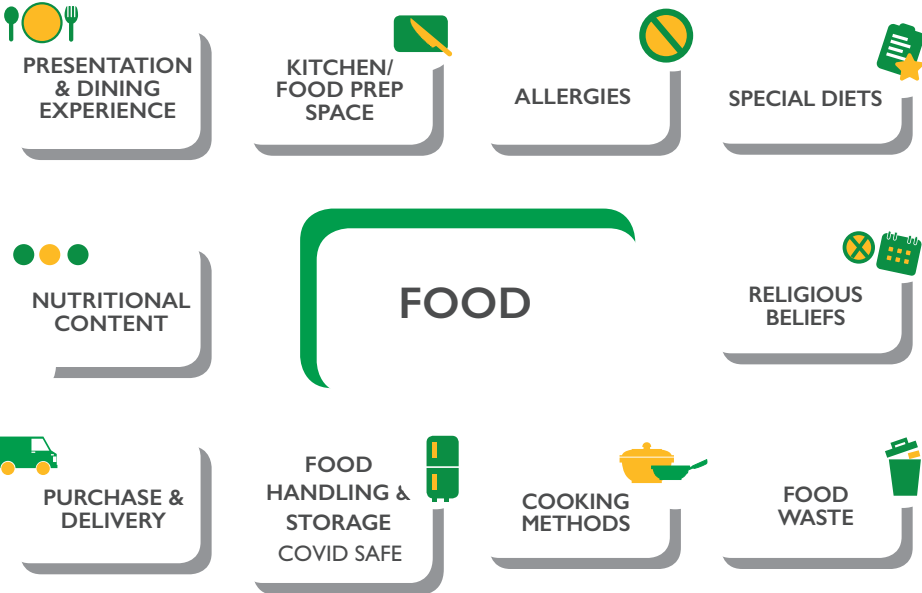 PRESENTATION
& DINING
EXPERIENCE
KITCHEN/
FOOD PREP
SPACE
ALLERGIES
SPECIAL DIETS
NUTRITIONAL
CONTENT
FOOD
RELIGIOUS
BELIEFS
PURCHASE &
DELIVERY
FOOD
HANDLING &
STORAGE
COVID SAFE
COOKING
METHODS
FOOD
WASTE